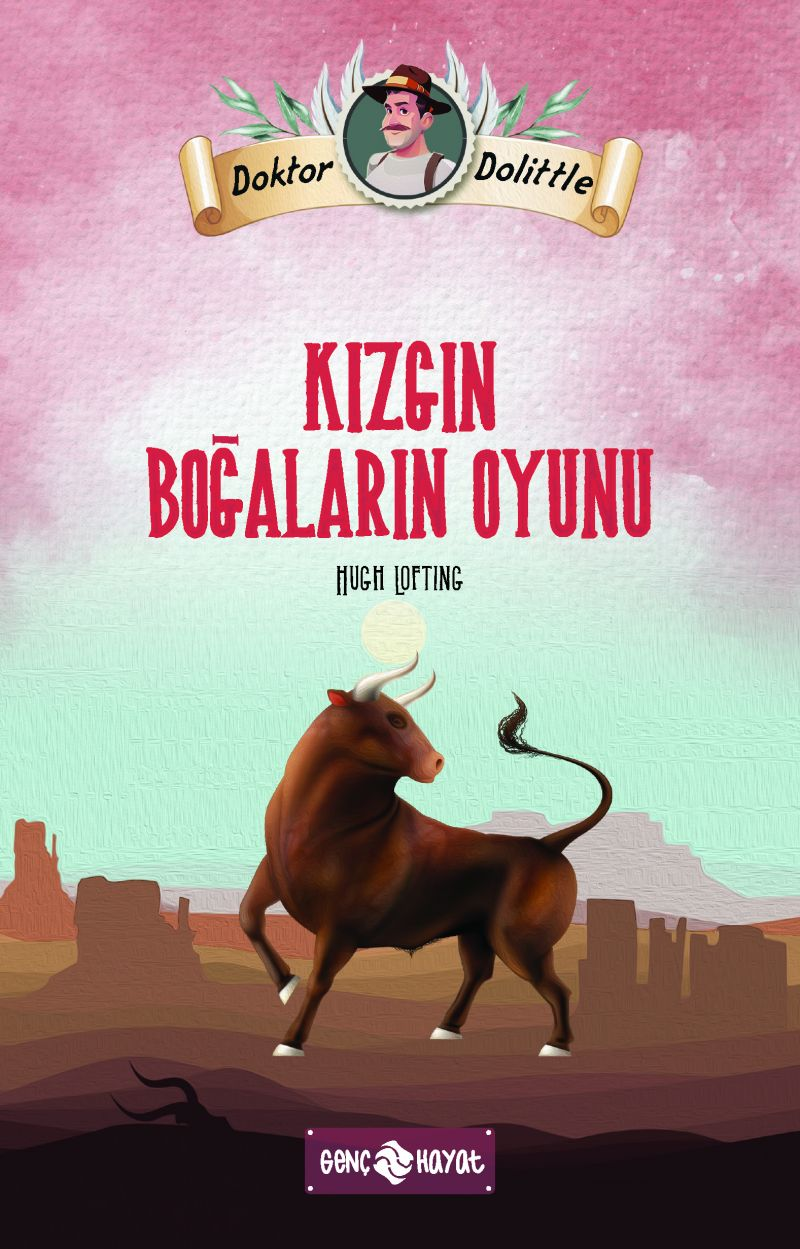 Doktor Dolittle
KIZGIN
BOĞALARIN OYUNU
HUGH LOFTING
GENÇ HAYAT